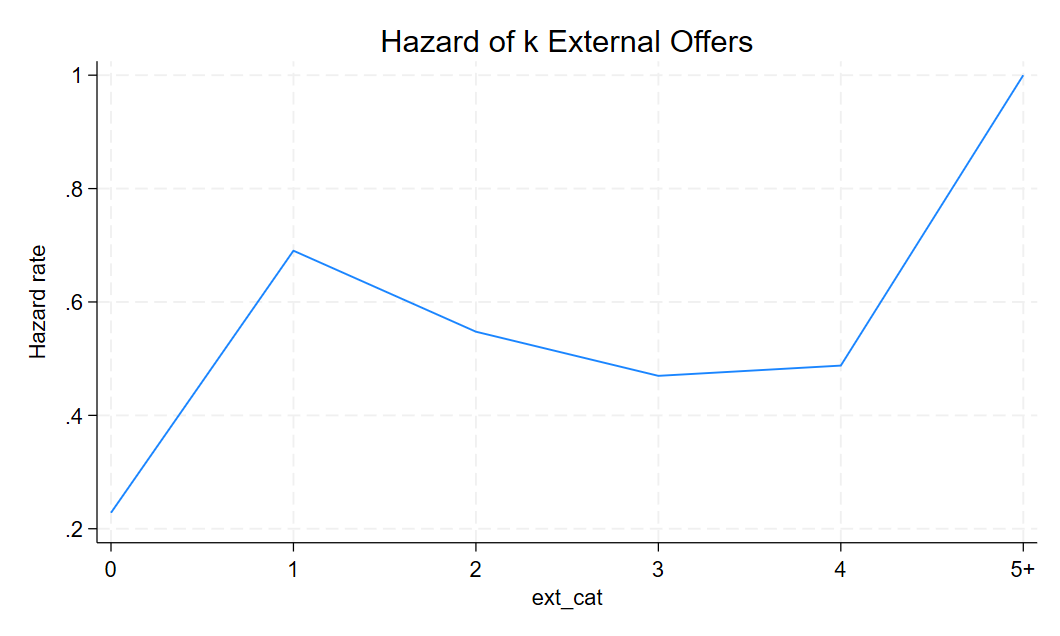 Hazard of k External Offers
1
.8
.6
.4
.2
Hazard rate
0 1 2 3 4 5+
ext_cat